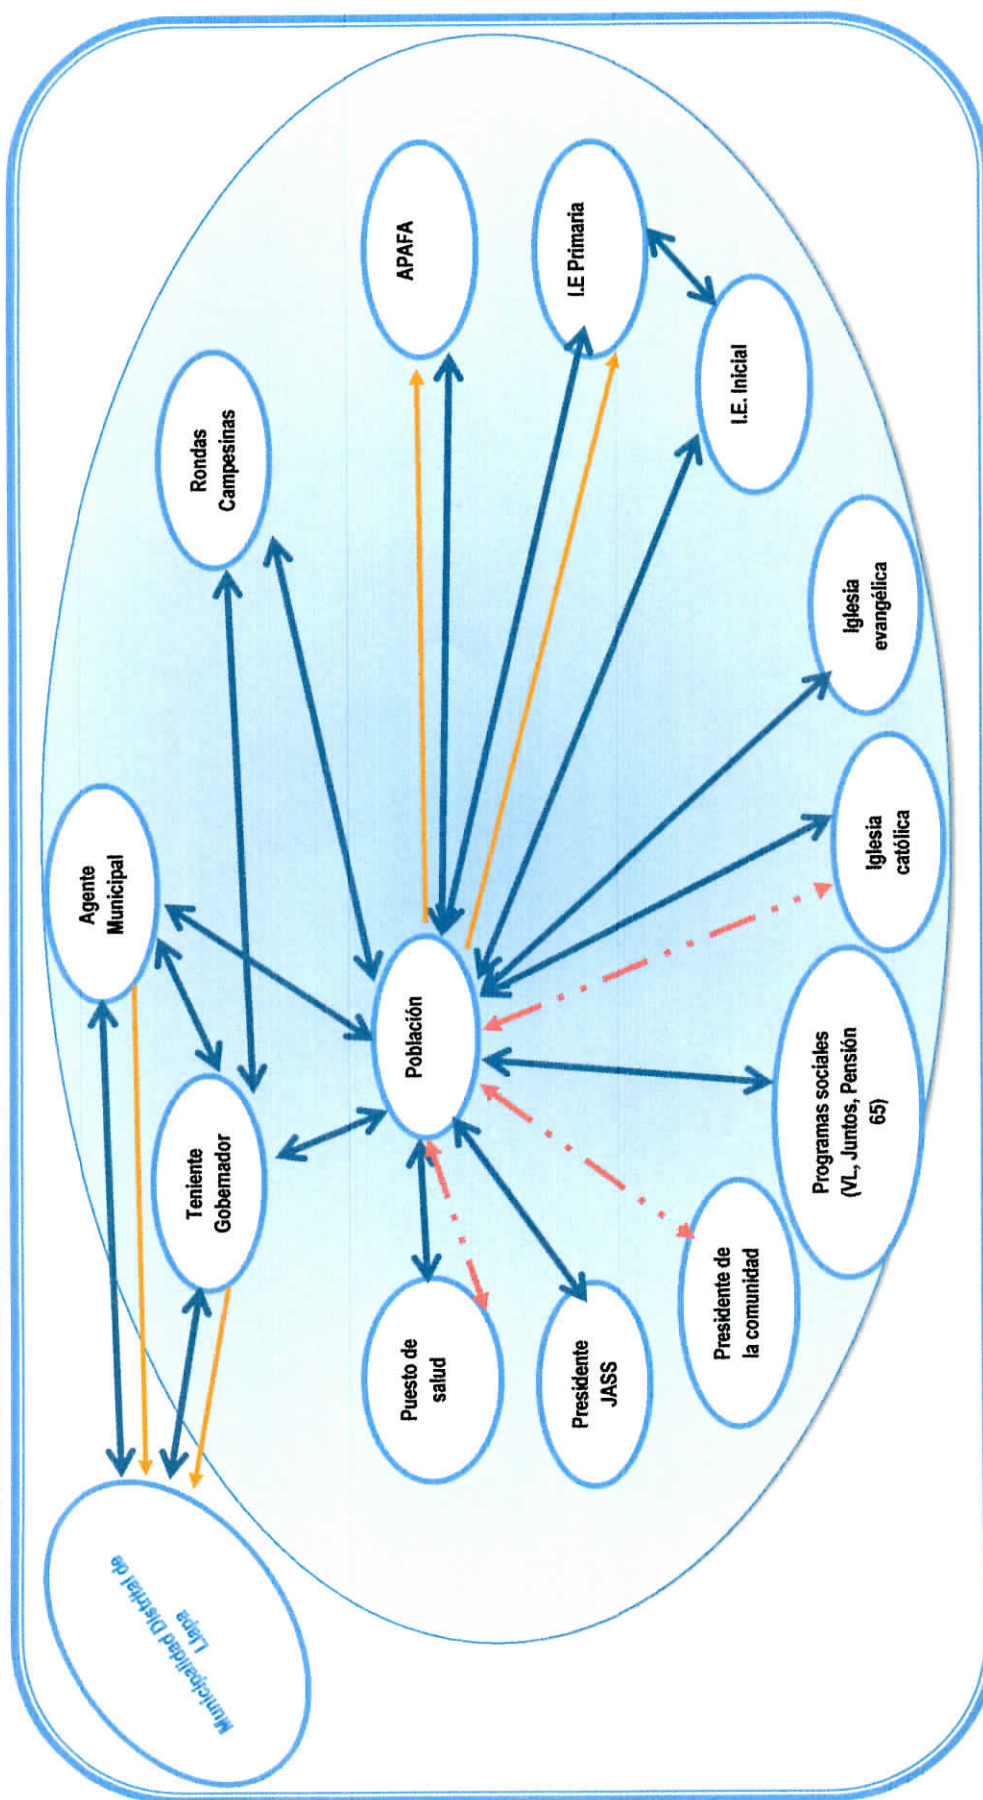 Municipalidad Distrital de
Llapa
Agente
Municipal
Teniente
Gobernador
Rondas
Campesinas
Población
APAFA
I.E Primaria
I.E. Inicial
Puesto de
salud
Presidente
JASS
Presidente de
la comunidad
Programas sociales
(VL, Juntos, Pensión
65)
Iglesia
católica
Iglesia
evangélica